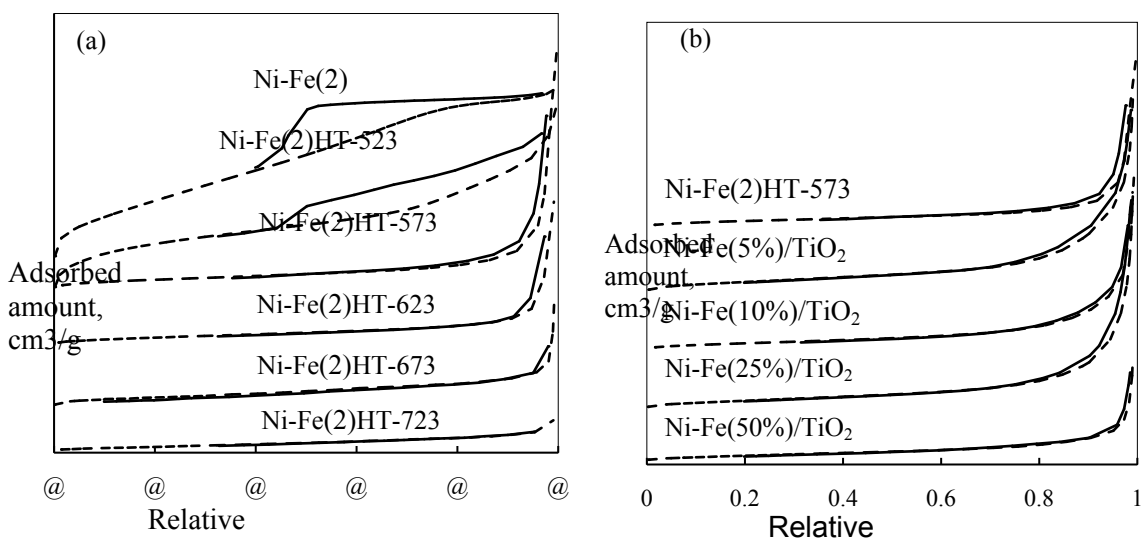 (a)
Ni-Fe(2)
Ni-Fe(2)HT-523
Ni-Fe(2)HT-573
Adsorbed
amount,
cm3/g
Ni-Fe(2)HT-623
Ni-Fe(2)HT-673
Ni-Fe(2)HT-723
@ @ @ @ @ @
Relative
(b)
Ni-Fe(2)HT-573
Adsorbed
amount,
cm3/g
Ni-Fe(5%)/TiO2
Ni-Fe(10%)/TiO2
Ni-Fe(25%)/TiO2
Ni-Fe(50%)/TiO2
0 0.2 0.4 0.6 0.8 1
Relative